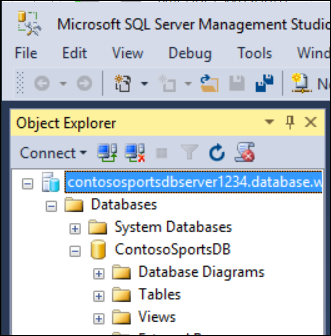 Microsoft SQL Server Management Studio
File Edit View Debug Tools Wind
N
Object Explorer
Connect
contososportsdbserver1234.database.w
Databases
System Databases
ContosoSportsDB
Database Diagrams
Tables
Views